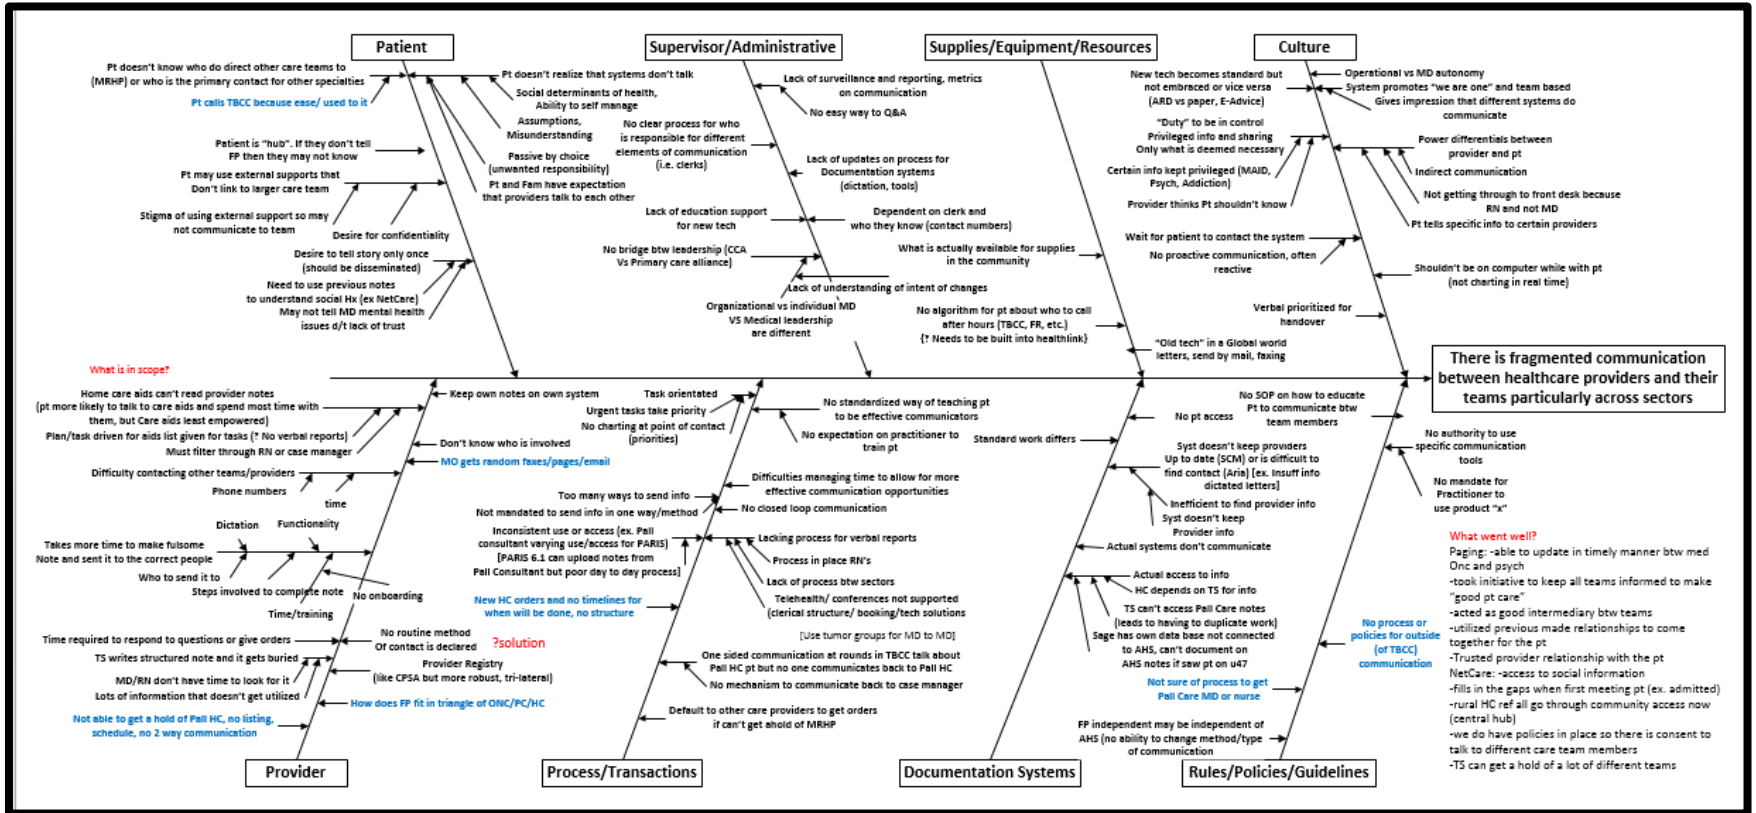 Patient
Supervisor/Administrative
Supplies/Equipment/Resources
Culture
Pt doesn't know who do direct other care teams to
(MRHP) or who is the primary contact for other specialties
Pt calls TBCC because ease/ used to it
Pt doesn't realize that systems don't talk
Social determinants of health,
Ability to self manage
Assumptions,
Misunderstanding
Passive by choice
(unwanted responsibility)
Pt and Fam have expectation
that providers talk to each other
Patient is "hub". If they don't tell
FP then they may not know
Pt may use external supports that
Don't link to larger care team
Stigma of using external support so may
not communicate to team
Desire for confidentiality
Desire to tell story only once
(should be disseminated)
Need to use previous notes
to understand social Hx (ex NetCare)
May not tell MD mental health
issues d/t lack of trust
Lack of surveillance and reporting, metrics
on communication
No easy way to Q&A
No clear process for who
is responsible for different
elements of communication
(i.e. clerks)
Lack of updates on process for
Documentation systems
(dictation, tools)
Lack of education support
for new tech
Dependent on clerk and
who they know (contact numbers)
No bridge btw leadership (CCA
Vs Primary care alliance)
Lack of understanding of intent of changes
Organizational vs individual MD
VS Medical leadership
are different
What is actually available for supplies
in the community
No algorithm for pt about who to call
after hours (TBCC, FR, etc.)
{? Needs to be built into healthlink}
"Old tech" in a Global world
letters, send by mail, faxing
New tech becomes standard but
not embraced or vice versa
(ARD vs paper, E-Advice)
"Duty" to be in control
Privileged info and sharing
Only what is deemed necessary
Certain info kept privileged (MAID,
Psych, Addiction)
Provider thinks Pt shouldn't know
Wait for patient to contact the system
No proactive communication, often
reactive
Verbal prioritized for
handover
Operational vs MD autonomy
System promotes "we are one" and team based
Gives impression that different systems do
communicate
Power differentials between
provider and pt
Indirect communication
Not getting through to front desk because
RN and not MD
Pt tells specific info to certain providers
Shouldn't be on computer while with pt
(not charting in real time)
There is fragmented communication
between healthcare providers and their
teams particularly across sectors
What is in scope?
Home care aids can't read provider notes
(pt more likely to talk to care aids and spend most time with
them, but Care aids least empowered)
Plan/task driven for aids list given for tasks (? No verbal reports)
Must filter through RN or case manager
Difficulty contacting other teams/providers
Phone numbers
time
Dictation
Functionality
Takes more time to make fulsome
Note and sent it to the correct people
Who to send it to
Steps involved to complete note
Time/training
No onboarding
Time required to respond to questions or give orders
TS writes structured note and it gets buried
MD/RN don't have time to look for it
Lots of information that doesn't get utilized
Not able to get a hold of Pall HC, no listing,
schedule, no 2 way communication
Keep own notes on own system
Don't know who is involved
MO gets random faxes/pages/email
No routine method
Of contact is declared
?solution
Provider Registry
(like CPSA but more robust, tri-lateral)
How does FP fit in triangle of ONC/PC/HC
Task orientated
Urgent tasks take priority
No charting at point of contact
(priorities)
No standardized way of teaching pt
to be effective communicators
No expectation on practitioner to
train pt
Difficulties managing time to allow for more
effective communication opportunities
Too many ways to send info
Not mandated to send info in one way/method
No closed loop communication
Inconsistent use or access (ex. Pall
consultant varying use/access for PARIS)
[PARIS 6.1 can upload notes from
Pall Consultant but poor day to day process]
Lacking process for verbal reports
Process in place RN's
Lack of process btw sectors
Telehealth/ conferences not supported
(clerical structure/ booking/tech solutions
New HC orders and no timelines for
when will be done, no structure
[Use tumor groups for MD to MD]
One sided communication at rounds in TBCC talk about
Pall HC pt but no one communicates back to Pall HC
No mechanism to communicate back to case manager
Default to other care providers to get orders
if can't get ahold of MRHP
No pt access
Standard work differs
Syst doesn't keep providers
Up to date (SCM) or is difficult to
find contact (Aria) [ex. Insuff info
dictated letters]
Inefficient to find provider info
Syst doesn't keep
Provider info
Actual systems don't communicate
Actual access to info
HC depends on TS for info
TS can't access Pall Care notes
(leads to having to duplicate work)
Sage has own data base not connected
to AHS, can't document on
AHS notes if saw pt on u47
No SOP on how to educate
Pt to communicate btw
team members
No authority to use
specific communication
tools
No mandate for
Practitioner to
use product "x"
No process or
policies for outside
(of TBCC)
communication
Not sure of process to get
Pall Care MD or nurse
FP independent may be independent of
AHS (no ability to change method/type
of communication
What went well?
Paging: -able to update in timely manner btw med
Onc and psych
-took initiative to keep all teams informed to make
"good pt care"
-acted as good intermediary btw teams
-utilized previous made relationships to come
together for the pt
-Trusted provider relationship with the pt
NetCare: -access to social information
-fills in the gaps when first meeting pt (ex. admitted)
-rural HC ref all go through community access now
(central hub)
-we do have policies in place so there is consent to
talk to different care team members
-TS can get a hold of a lot of different teams
Provider
Process/Transactions
Documentation Systems
Rules/Policies/Guidelines